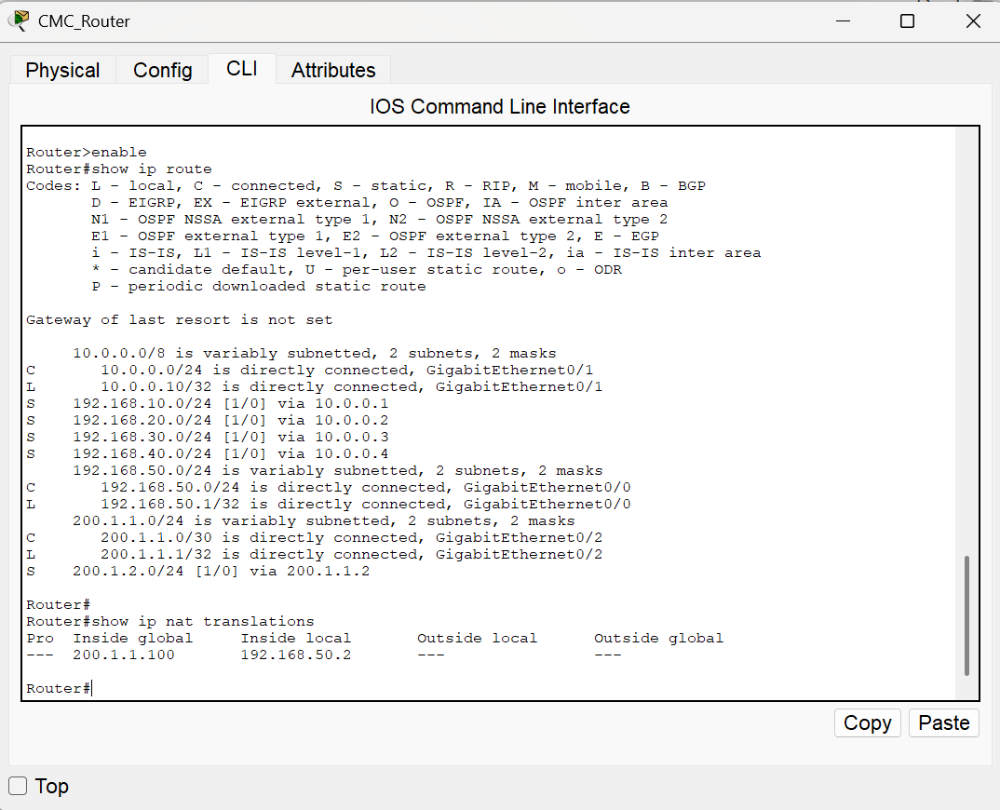 CMC_Router
Physical Config CLI Attributes
IOS Command Line Interface
Router>enable
Router#show ip route
Codes: L - local, C - connected, S - static, R - RIP, M - mobile, B - BGP
D - EIGRP, EX - EIGRP external, O - OSPF, IA - OSPF inter area
N1 - OSPF NSSA external type 1, N2 - OSPF NSSA external type 2
E1 - OSPF external type 1, E2 - OSPF external type 2, E - EGP
i - IS-IS, L1 - IS-IS level-1, L2 - IS-IS level-2, ia - IS-IS inter area
* - candidate default, U - per-user static route, o - ODR
P - periodic downloaded static route
Gateway of last resort is not set
10.0.0.0/8 is variably subnetted, 2 subnets, 2 masks
C 10.0.0.0/24 is directly connected, GigabitEthernet0/1
L 10.0.0.10/32 is directly connected, GigabitEthernet0/1
S 192.168.10.0/24 [1/0] via 10.0.0.1
S 192.168.20.0/24 [1/0] via 10.0.0.2
S 192.168.30.0/24 [1/0] via 10.0.0.3
S 192.168.40.0/24 [1/0] via 10.0.0.4
192.168.50.0/24 is variably subnetted, 2 subnets, 2 masks
C 192.168.50.0/24 is directly connected, GigabitEthernet0/0
L 192.168.50.1/32 is directly connected, GigabitEthernet0/0
200.1.1.0/24 is variably subnetted, 2 subnets, 2 masks
C 200.1.1.0/30 is directly connected, GigabitEthernet0/2
L 200.1.1.1/32 is directly connected, GigabitEthernet0/2
S 200.1.2.0/24 [1/0] via 200.1.1.2
Router#
Router#show ip nat translations
Pro Inside global Inside local Outside local Outside global
--- 200.1.1.100 192.168.50.2 --- ---
Router#
Copy Paste
Top